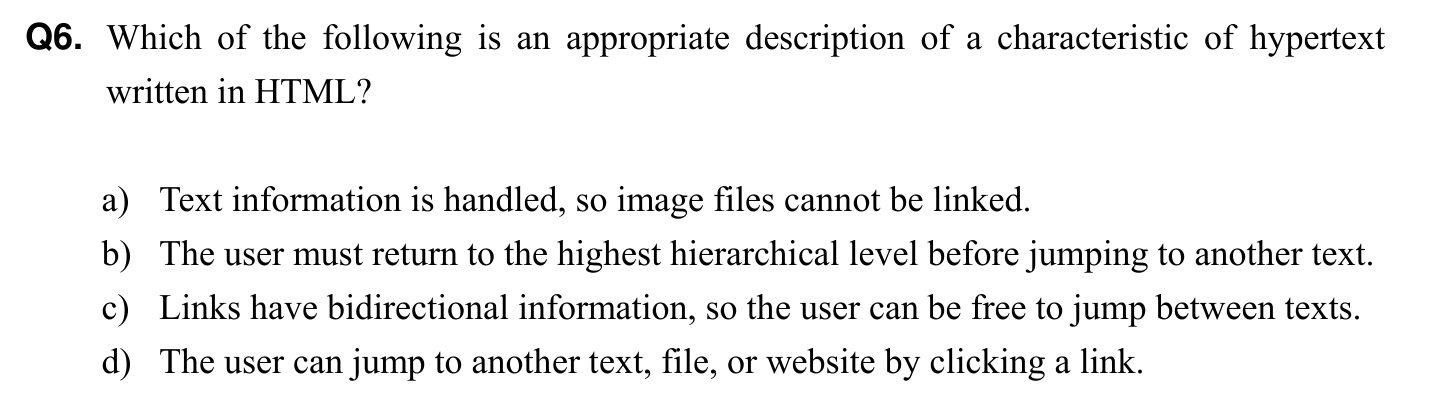 Q6. Which of the following is an appropriate description of a characteristic of hypertext
written in HTML?
a) Text information is handled, so image files cannot be linked.
b) The user must return to the highest hierarchical level before jumping to another text.
c) Links have bidirectional information, so the user can be free to jump between texts.
d) The user can jump to another text, file, or website by clicking a link.